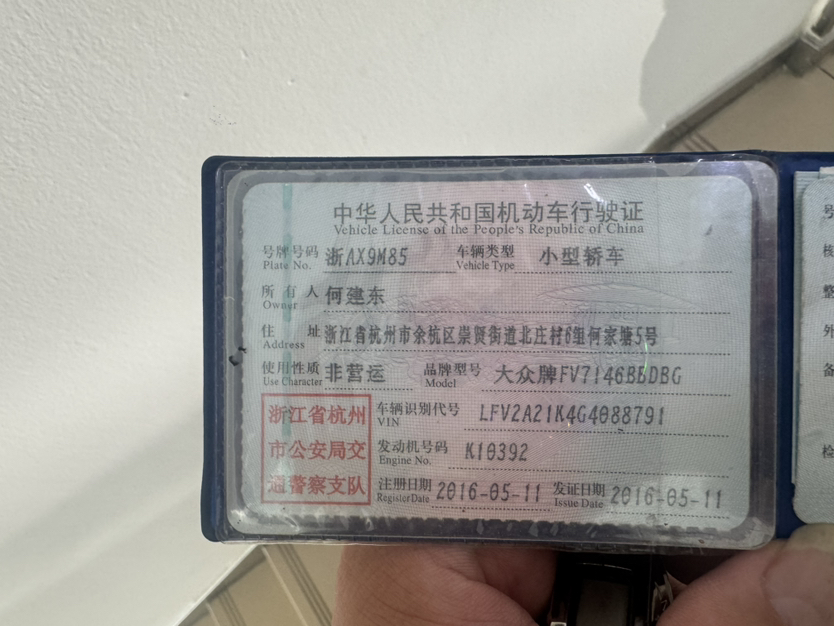 中华人民共和国机动车行驶证
Vehicle License of the People's Republic of China
号牌号码 浙AX9M85 车辆类型 小型轿车
Plate No. Vehicle Type
所有人 何建东
Owner
住址 浙江省杭州市余杭区崇贤街道北庄村6组何家塘5号
Address
使用性质 非营运 品牌型号 大众牌FV7146BBDBG
Use Character Model
浙江省杭州 车辆识别代号 LFV2A21K4G4088791
VIN
市公安局交 发动机号码 K10392
Engine No.
通警察支队 注册日期 2016-05-11 发证日期 2016-05-11
Register Date Issue Date
号
核
整
外
备
检